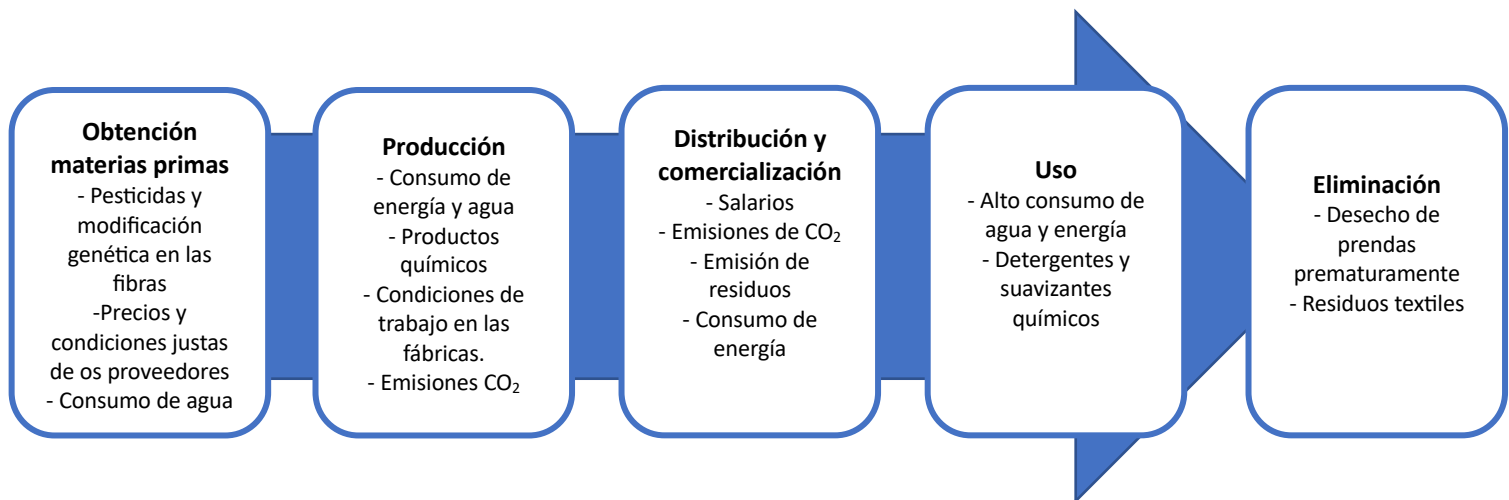 Obtención
materias primas
- Pesticidas y
modificación
genética en las
fibras
-Precios y
condiciones justas
de os proveedores
- Consumo de agua
Producción
- Consumo de
energía y agua
- Productos
químicos
- Condiciones de
trabajo en las
fábricas.
- Emisiones CO₂
Distribución y
comercialización
- Salarios
- Emisiones de CO₂
- Emisión de
residuos
- Consumo de
energía
Uso
- Alto consumo de
agua y energía
- Detergentes y
suavizantes
químicos
Eliminación
- Desecho de
prendas
prematuramente
- Residuos textiles